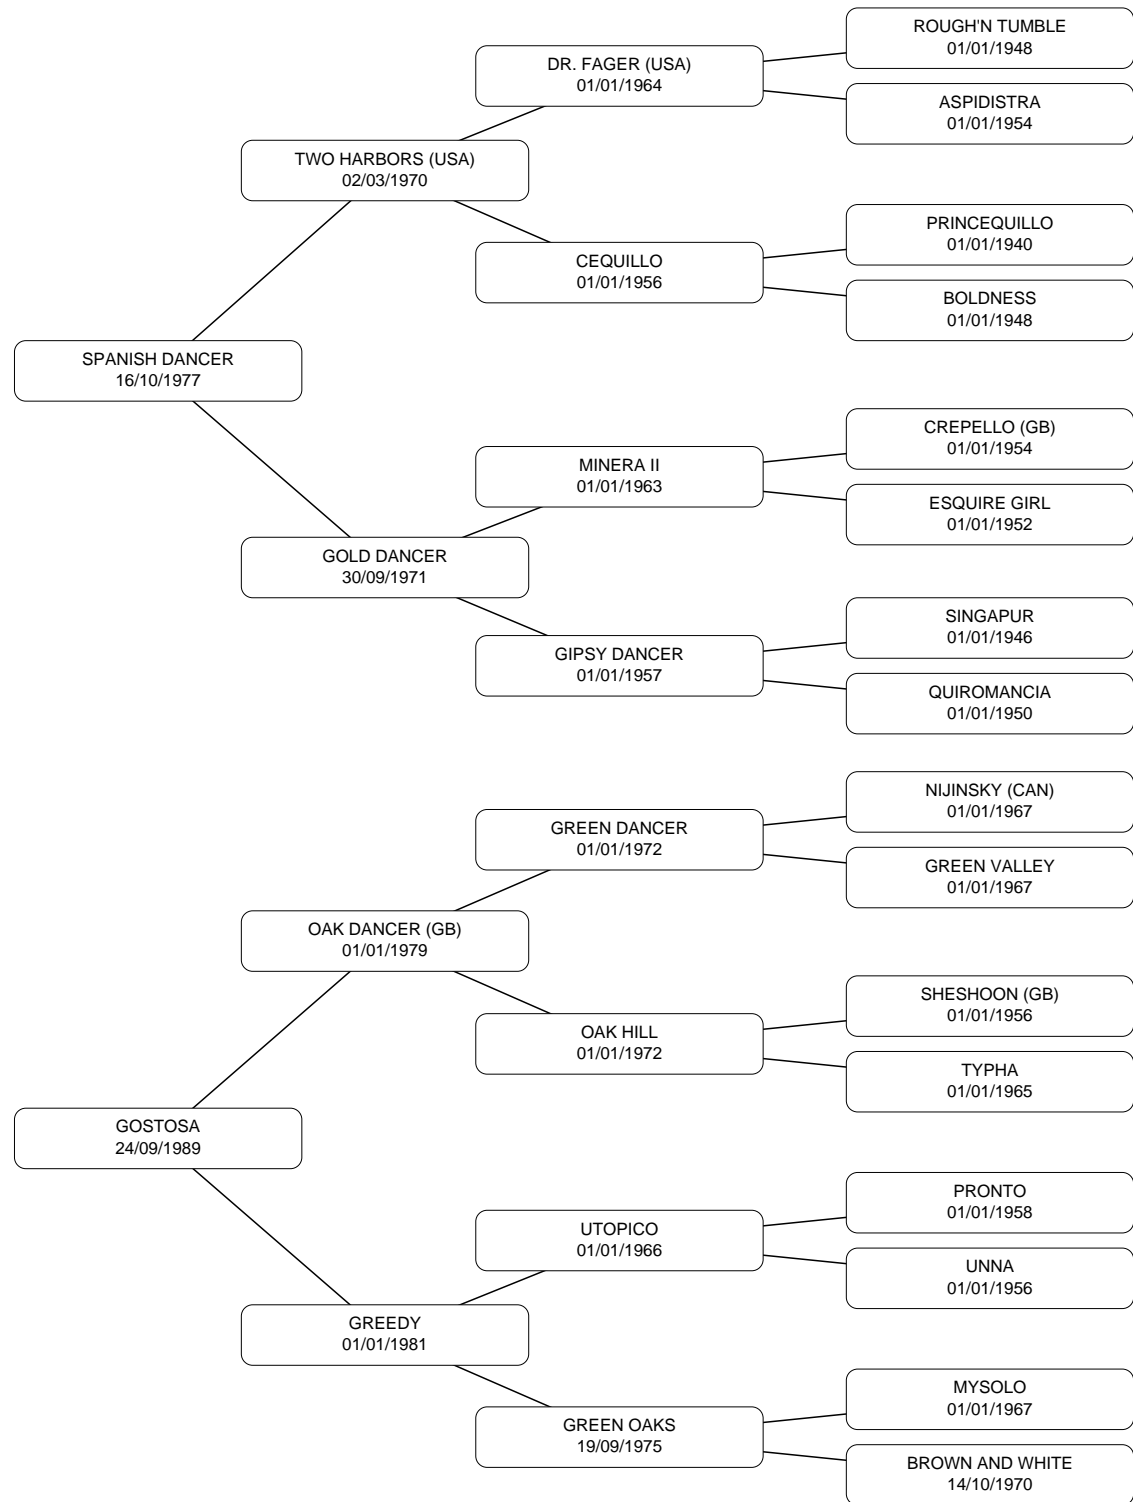 ROUGH'N TUMBLE
01/01/1948
DR. FAGER (USA)
01/01/1964
ASPIDISTRA
01/01/1954
TWO HARBORS (USA)
02/03/1970
PRINCEQUILLO
01/01/1940
CEQUILLO
01/01/1956
BOLDNESS
01/01/1948
SPANISH DANCER
16/10/1977
CREPELLO (GB)
01/01/1954
MINERA II
01/01/1963
ESQUIRE GIRL
01/01/1952
GOLD DANCER
30/09/1971
SINGAPUR
01/01/1946
GIPSY DANCER
01/01/1957
QUIROMANCIA
01/01/1950
NIJINSKY (CAN)
01/01/1967
GREEN DANCER
01/01/1972
GREEN VALLEY
01/01/1967
OAK DANCER (GB)
01/01/1979
SHESHOON (GB)
01/01/1956
OAK HILL
01/01/1972
TYPHA
01/01/1965
GOSTOSA
24/09/1989
PRONTO
01/01/1958
UTOPICO
01/01/1966
UNNA
01/01/1956
GREEDY
01/01/1981
MYSOLO
01/01/1967
GREEN OAKS
19/09/1975
BROWN AND WHITE
14/10/1970